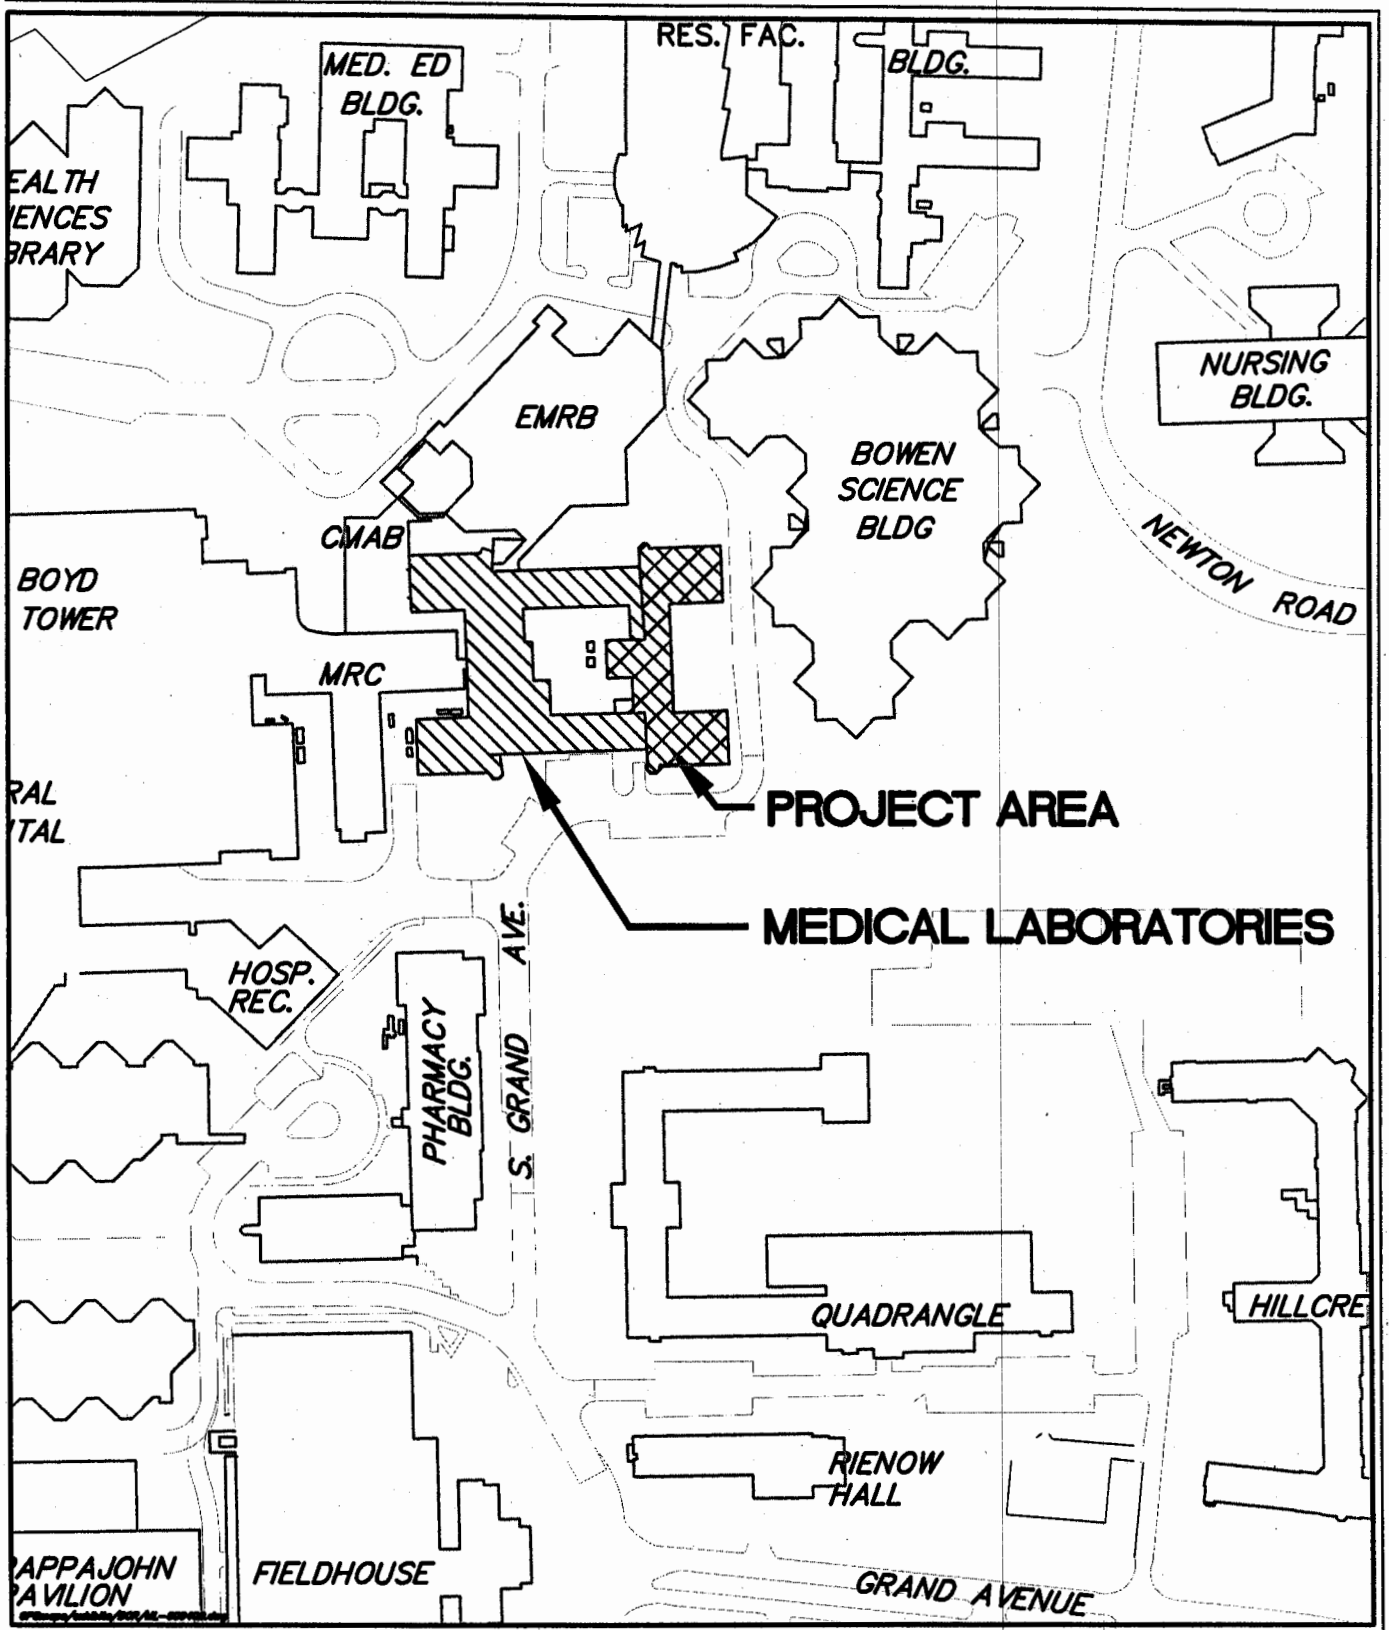 RES. FAC.
MED. ED
BLDG.
BLDG.
EALTH
IENCES
BRARY
NURSING
BLDG.
EMRB
BOWEN
SCIENCE
BLDG
NEWTON ROAD
CMAB
BOYD
TOWER
MRC
RAL
ITAL
PROJECT AREA
MEDICAL LABORATORIES
HOSP.
REC.
PHARMACY
BLDG.
S. GRAND AVE.
QUADRANGLE
HILLCRE
RIENOW
HALL
APPAJOHN
AVILION
FIELDHOUSE
GRAND AVENUE